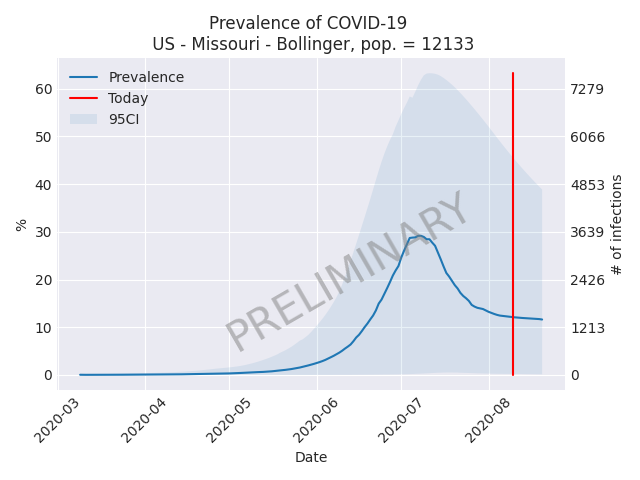 Prevalence of COVID-19
US - Missouri - Bollinger, pop. = 12133
Prevalence
Today
95CI
60
50
40
30
20
10
0
%
7279
6066
4853
3639
2426
1213
0
# of infections
PRELIMINARY
2020-03
2020-04
2020-05
2020-06
2020-07
2020-08
Date